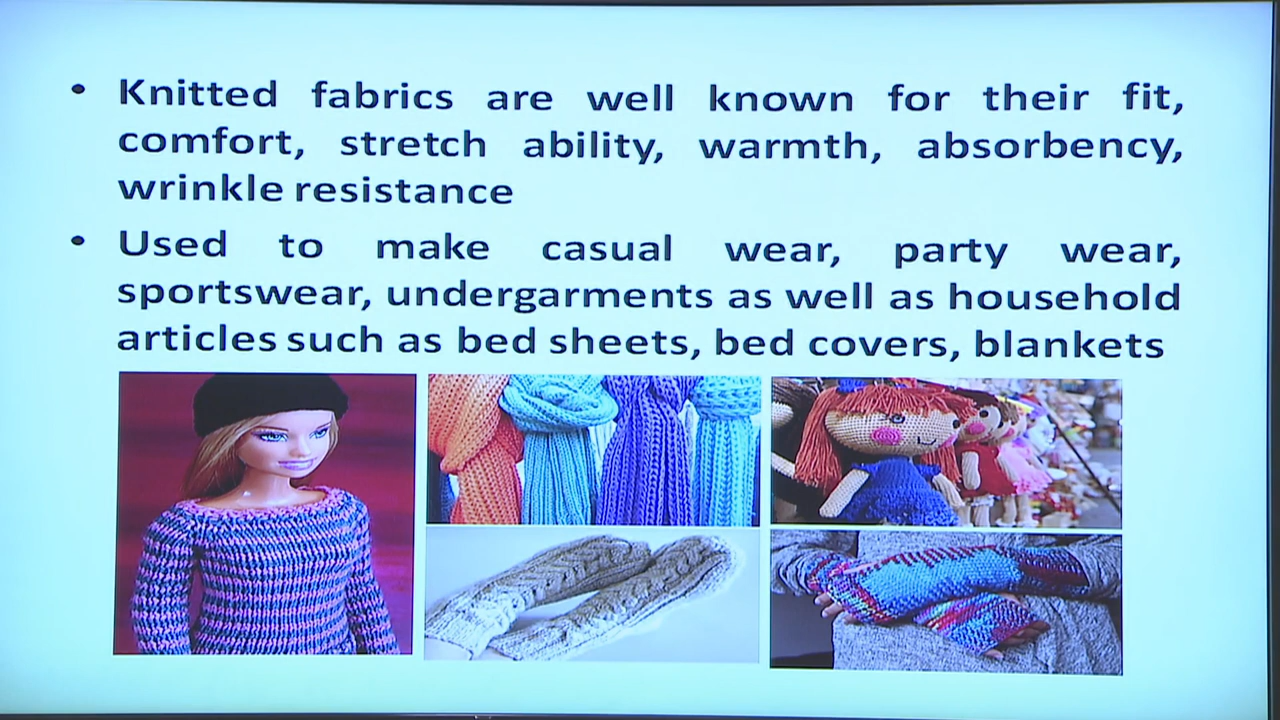 • Knitted fabrics are well known for their fit,
comfort, stretch ability, warmth, absorbency,
wrinkle resistance
• Used to make casual wear, party wear,
sportswear, undergarments as well as household
articles such as bed sheets, bed covers, blankets